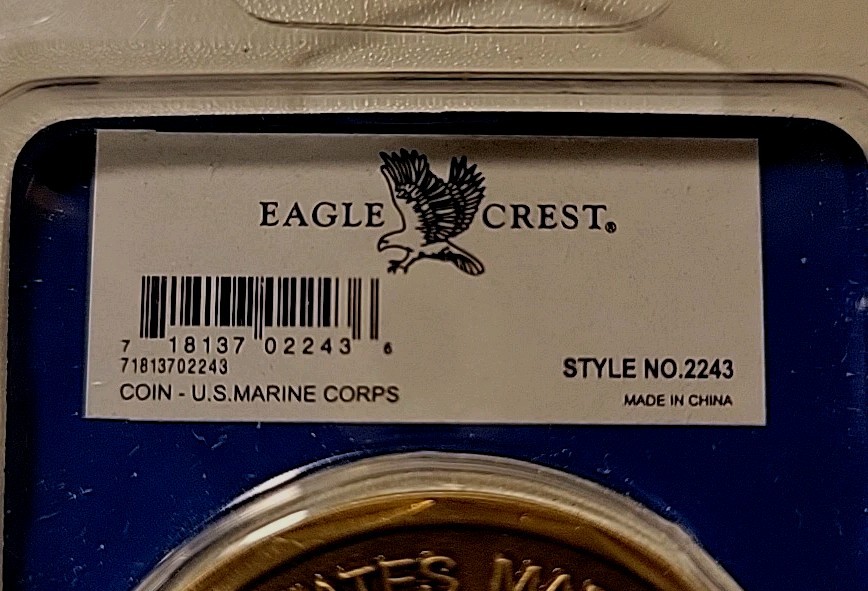 EAGLE CREST®
7 18137 02243 6
71813702243
COIN - U.S.MARINE CORPS
STYLE NO.2243
MADE IN CHINA